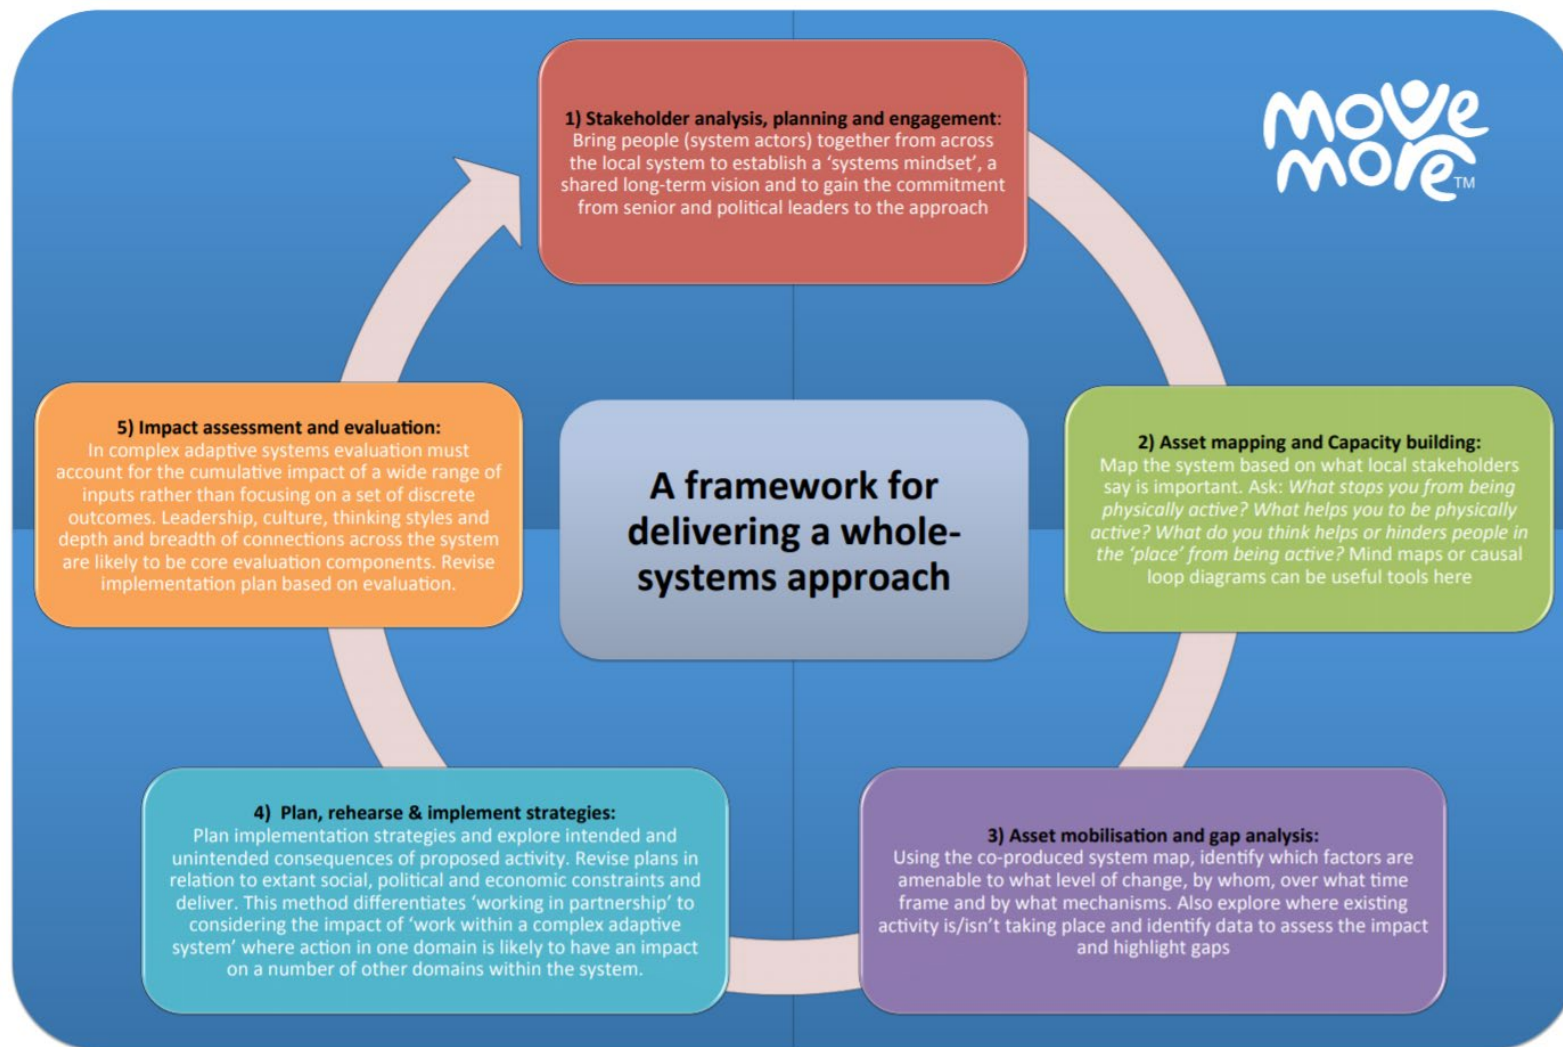 move
more™
1) Stakeholder analysis, planning and engagement:
Bring people (system actors) together from across
the local system to establish a ‘systems mindset’, a
shared long-term vision and to gain the commitment
from senior and political leaders to the approach
2) Asset mapping and Capacity building:
Map the system based on what local stakeholders
say is important. Ask: What stops you from being
physically active? What helps you to be physically
active? What do you think helps or hinders people in
the ‘place’ from being active? Mind maps or causal
loop diagrams can be useful tools here
3) Asset mobilisation and gap analysis:
Using the co-produced system map, identify which factors are
amenable to what level of change, by whom, over what time
frame and by what mechanisms. Also explore where existing
activity is/isn’t taking place and identify data to assess the impact
and highlight gaps
4) Plan, rehearse & implement strategies:
Plan implementation strategies and explore intended and
unintended consequences of proposed activity. Revise plans in
relation to extant social, political and economic constraints and
deliver. This method differentiates ‘working in partnership’ to
considering the impact of ‘work within a complex adaptive
system’ where action in one domain is likely to have an impact
on a number of other domains within the system.
5) Impact assessment and evaluation:
In complex adaptive systems evaluation must
account for the cumulative impact of a wide range of
inputs rather than focusing on a set of discrete
outcomes. Leadership, culture, thinking styles and
depth and breadth of connections across the system
are likely to be core evaluation components. Revise
implementation plan based on evaluation.
A framework for
delivering a whole-
systems approach